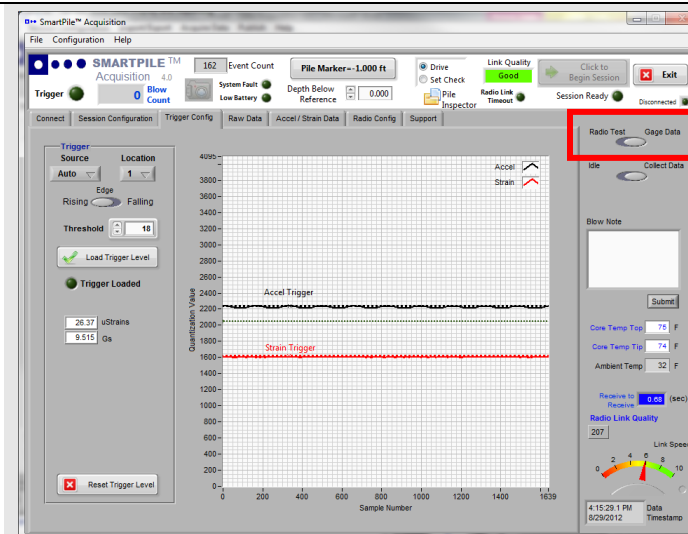 SmartPile™ Acquisition
File Configuration Help
SMARTPILE TM
Acquisition 4.0
Trigger 0 Blow Count
162 Event Count
System Fault
Low Battery
Pile Marker=-1.000 ft
Depth Below Reference 0.000
Drive
Set Check
Pile Inspector
Link Quality
Good
Radio Link Timeout
Click to Begin Session
Session Ready
Exit
Disconnected
Connect Session Configuration Trigger Config Raw Data Accel / Strain Data Radio Config Support
Trigger
Source Location
Auto 1
Edge
Rising Falling
Threshold 18
Load Trigger Level
Trigger Loaded
26.37 uStrains
9.515 Gs
Reset Trigger Level
Quantization Value
4095
3800
3600
3400
3200
3000
2800
2600
2400
2200
2000
1800
1600
1400
1200
1000
800
600
400
200
0
Accel
Strain
Accel Trigger
Strain Trigger
0 200 400 600 800 1000 1200 1400 1639
Sample Number
Radio Test Gage Data
Idle Collect Data
Blow Note
Submit
Core Temp Top 76 F
Core Temp Tip 74 F
Ambient Temp 32 F
Receive to Receive 0.68 (sec)
Radio Link Quality
207
Link Speed
0 2 4 6 8 10
4:15:29.1 PM
8/29/2012
Data Timestamp